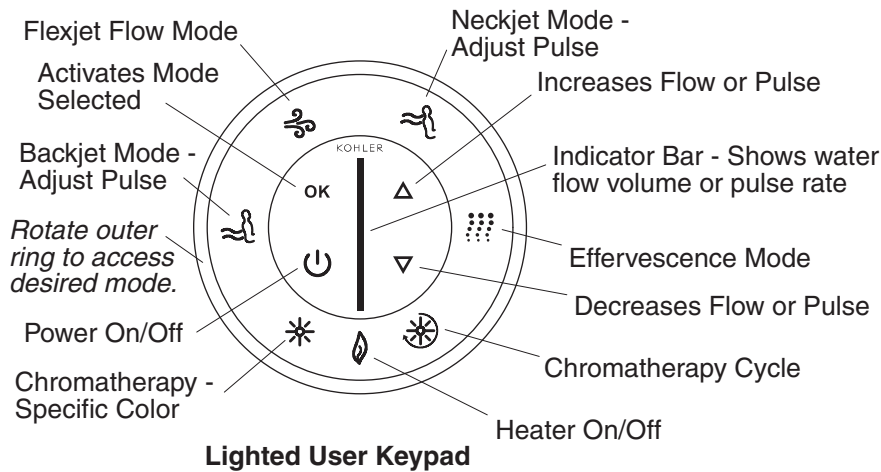 Flexjet Flow Mode
Neckjet Mode -
Adjust Pulse
Activates Mode
Selected
Increases Flow or Pulse
Backjet Mode -
Adjust Pulse
KOHLER
OK
Indicator Bar - Shows water
flow volume or pulse rate
Rotate outer
ring to access
desired mode.
Effervescence Mode
Decreases Flow or Pulse
Power On/Off
Chromatherapy Cycle
Chromatherapy -
Specific Color
Heater On/Off
Lighted User Keypad